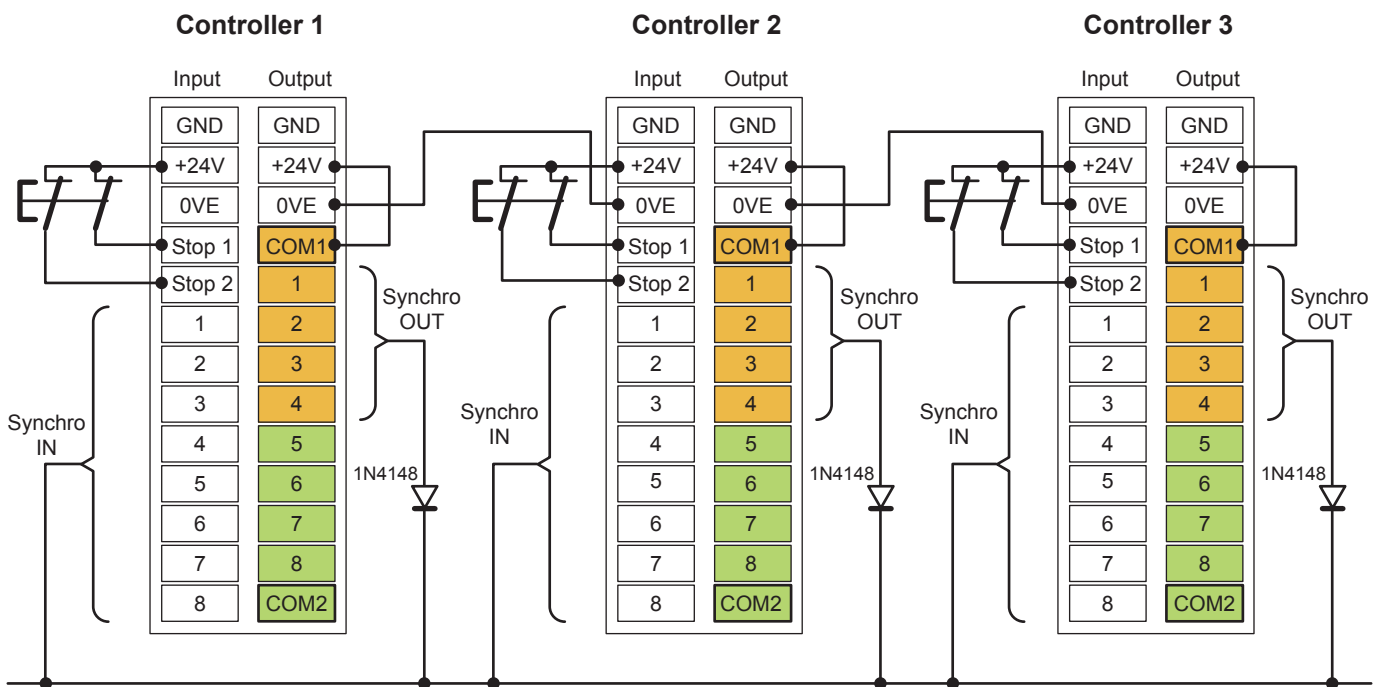 Controller 1
Controller 2
Controller 3
Input Output
Input Output
Input Output
GND GND
+24V +24V
0VE 0VE
Stop 1 COM1
Stop 2 1
1 2
2 3
3 4
4 5
5 6
6 7
7 8
8 COM2
Synchro
IN
Synchro
OUT
1N4148
GND GND
+24V +24V
0VE 0VE
Stop 1 COM1
Stop 2 1
1 2
2 3
3 4
4 5
5 6
6 7
7 8
8 COM2
Synchro
IN
Synchro
OUT
1N4148
GND GND
+24V +24V
0VE 0VE
Stop 1 COM1
Stop 2 1
1 2
2 3
3 4
4 5
5 6
6 7
7 8
8 COM2
Synchro
IN
Synchro
OUT
1N4148